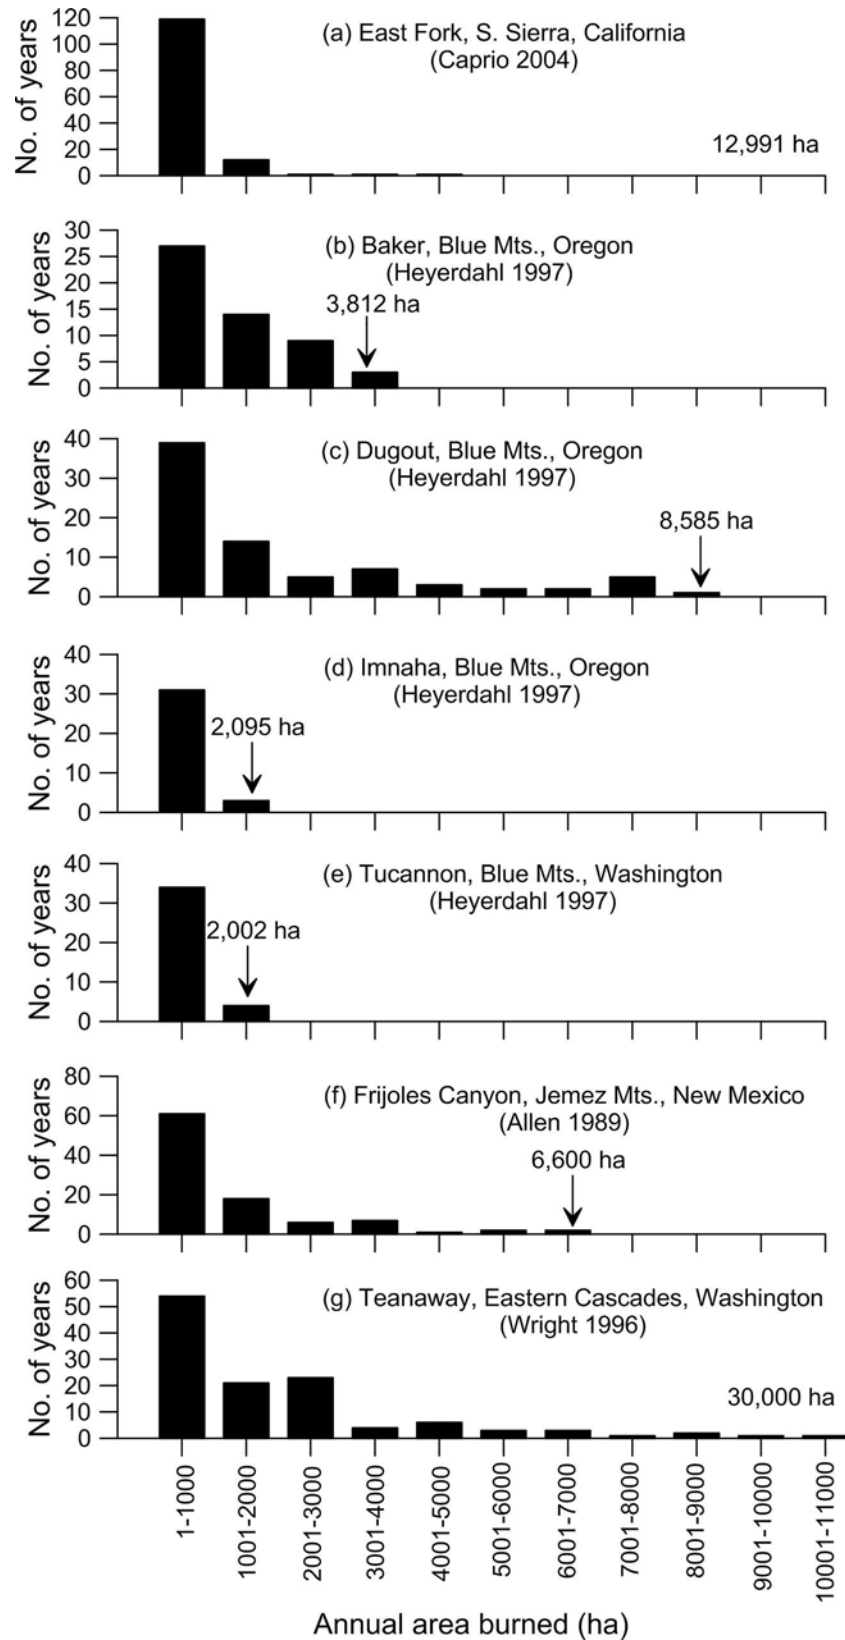 120
100
80
60
40
20
0
No. of years
(a) East Fork, S. Sierra, California
(Caprio 2004)
12,991 ha
30
25
20
15
10
5
0
No. of years
(b) Baker, Blue Mts., Oregon
(Heyerdahl 1997)
3,812 ha
40
30
20
10
0
No. of years
(c) Dugout, Blue Mts., Oregon
(Heyerdahl 1997)
8,585 ha
40
30
20
10
0
No. of years
(d) Imnaha, Blue Mts., Oregon
(Heyerdahl 1997)
2,095 ha
40
30
20
10
0
No. of years
(e) Tucannon, Blue Mts., Washington
(Heyerdahl 1997)
2,002 ha
80
60
40
20
0
No. of years
(f) Frijoles Canyon, Jemez Mts., New Mexico
(Allen 1989)
6,600 ha
60
50
40
30
20
10
0
No. of years
(g) Teanaway, Eastern Cascades, Washington
(Wright 1996)
30,000 ha
1-1000
1001-2000
2001-3000
3001-4000
4001-5000
5001-6000
6001-7000
7001-8000
8001-9000
9001-10000
10001-11000
Annual area burned (ha)